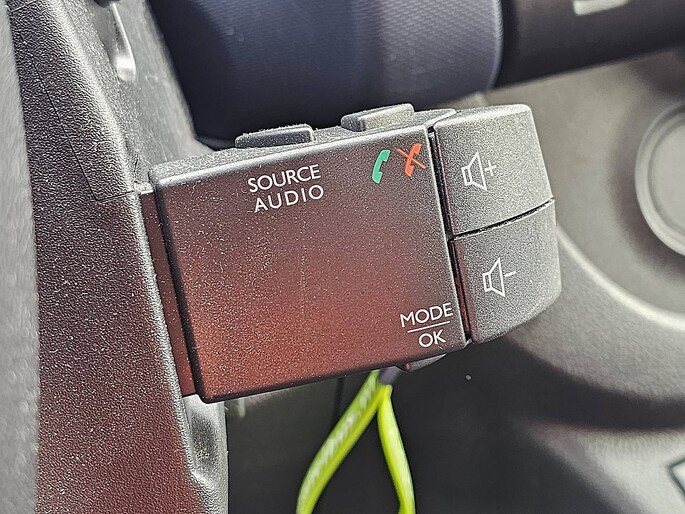 SOURCE
AUDIO
+
-
MODE
OK